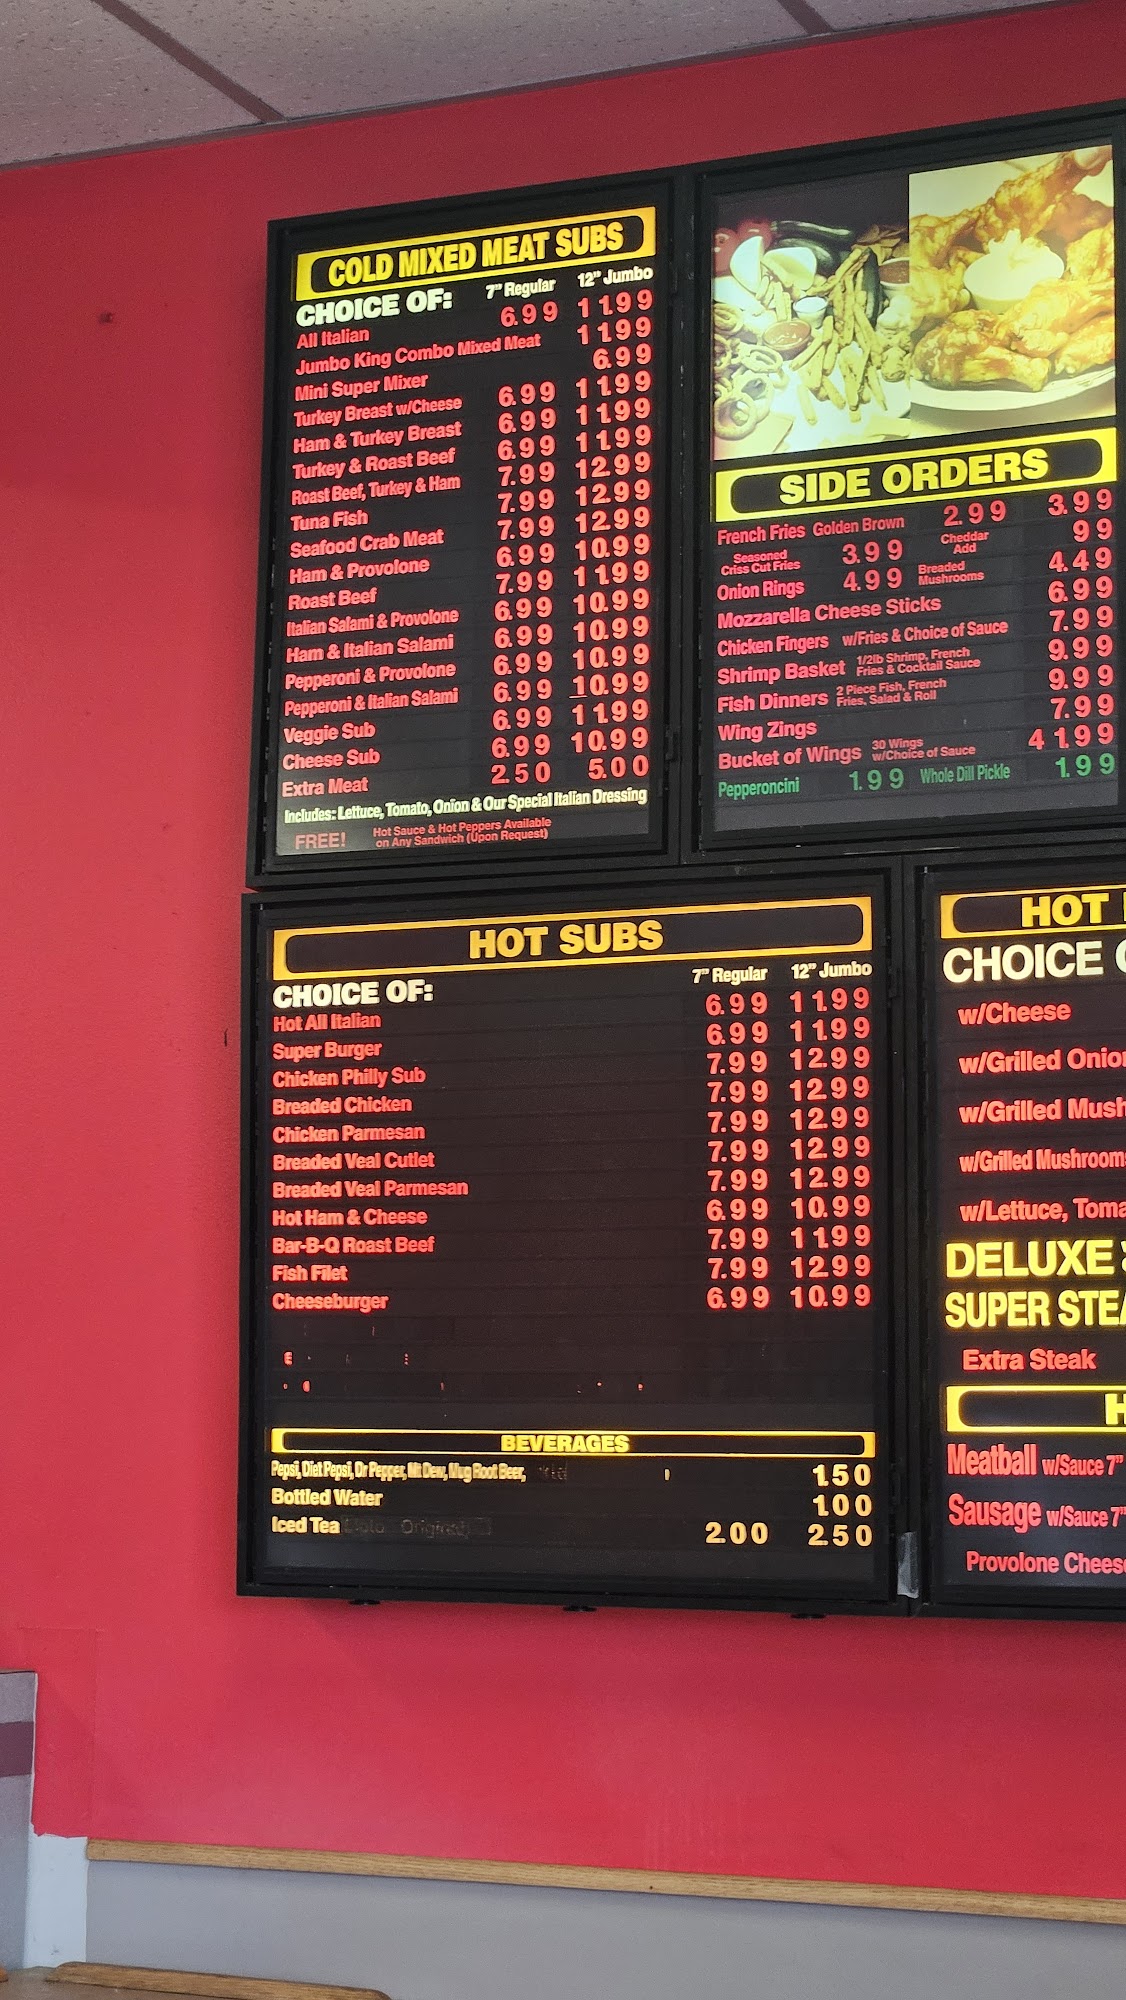 COLD MIXED MEAT SUBS
CHOICE OF: 7" Regular 12" Jumbo
All Italian 6.99 11.99
Jumbo King Combo Mixed Meat 11.99
Mini Super Mixer 6.99
Turkey Breast w/Cheese 6.99 11.99
Ham & Turkey Breast 6.99 11.99
Turkey & Roast Beef 6.99 11.99
Roast Beef, Turkey & Ham 7.99 12.99
Tuna Fish 7.99 12.99
Seafood Crab Meat 7.99 12.99
Ham & Provolone 6.99 10.99
Roast Beef 7.99 11.99
Italian Salami & Provolone 6.99 10.99
Ham & Italian Salami 6.99 10.99
Pepperoni & Provolone 6.99 10.99
Pepperoni & Italian Salami 6.99 10.99
Veggie Sub 6.99 11.99
Cheese Sub 6.99 10.99
Extra Meat 2.50 5.00
Includes:: Lettuce, Tomato, Onion & Our Special Italian Dressing
FREE! Hot Sauce & Hot Peppers Available
on Any Sandwich (Upon Request)
SIDE ORDERS
French Fries Golden Brown 2.99 3.99
Seasoned
Criss Cut Fries 3.99 Cheddar
Add 99
Onion Rings 4.99 Breaded
Mushrooms 4.49
Mozzarella Cheese Sticks 6.99
Chicken Fingers w/Fries & Choice of Sauce 7.99
Shrimp Basket 1/2lb Shrimp, French
Fries & Cocktail Sauce 9.99
Fish Dinners 2 Piece Fish, French
Fries, Salad & Roll 9.99
Wing Zings 7.99
Bucket of Wings 30 Wings
w/Choice of Sauce 41.99
Pepperoncini 1.99 Whole Dill Pickle 1.99
HOT SUBS
7" Regular 12" Jumbo
CHOICE OF:
Hot All Italian 6.99 11.99
Super Burger 6.99 11.99
Chicken Philly Sub 7.99 12.99
Breaded Chicken 7.99 12.99
Chicken Parmesan 7.99 12.99
Breaded Veal Cutlet 7.99 12.99
Breaded Veal Parmesan 7.99 12.99
Hot Ham & Cheese 6.99 10.99
Bar-B-Q Roast Beef 7.99 11.99
Fish Filet 7.99 12.99
Cheeseburger 6.99 10.99
BEVERAGES
Pepsi, Diet Pepsi, Dr Pepper, Mt Dew, Mug Root Beer, 1.50
Bottled Water 1.00
Iced Tea 2.00 2.50
HOT
CHOICE
w/Cheese
w/Grilled Onion
w/Grilled Mush
w/Grilled Mushrooms
w/Lettuce, Toma
DELUXE
SUPER STEA
Extra Steak
H
Meatball w/Sauce 7"
Sausage w/Sauce 7"
Provolone Cheese